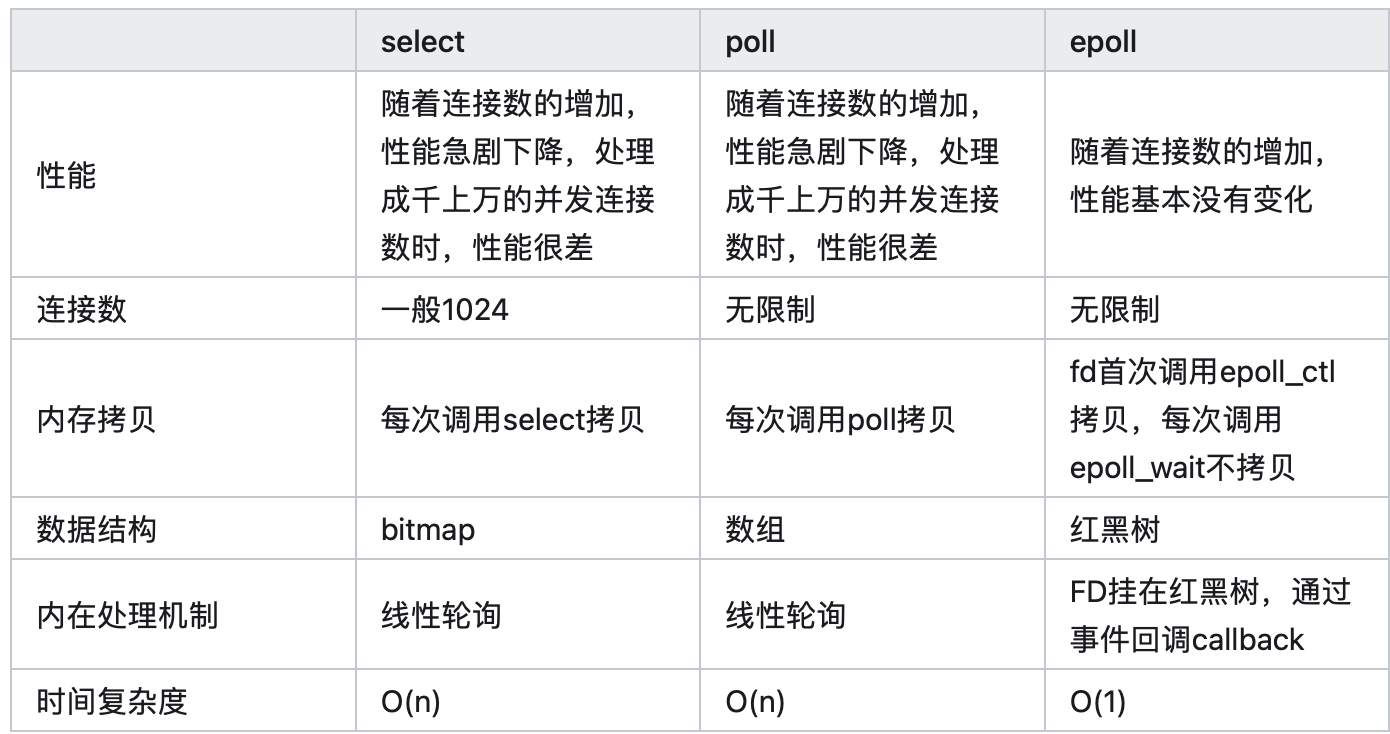 select poll epoll
性能
随着连接数的增加，
性能急剧下降，处理
成千上万的并发连接
数时，性能很差
随着连接数的增加，
性能急剧下降，处理
成千上万的并发连接
数时，性能很差
随着连接数的增加，
性能基本没有变化
连接数 一般1024 无限制 无限制
内存拷贝 每次调用select拷贝 每次调用poll拷贝
fd首次调用epoll_ctl
拷贝，每次调用
epoll_wait不拷贝
数据结构 bitmap 数组 红黑树
内在处理机制 线性轮询 线性轮询
FD挂在红黑树，通过
事件回调callback
时间复杂度 O(n) O(n) O(1)